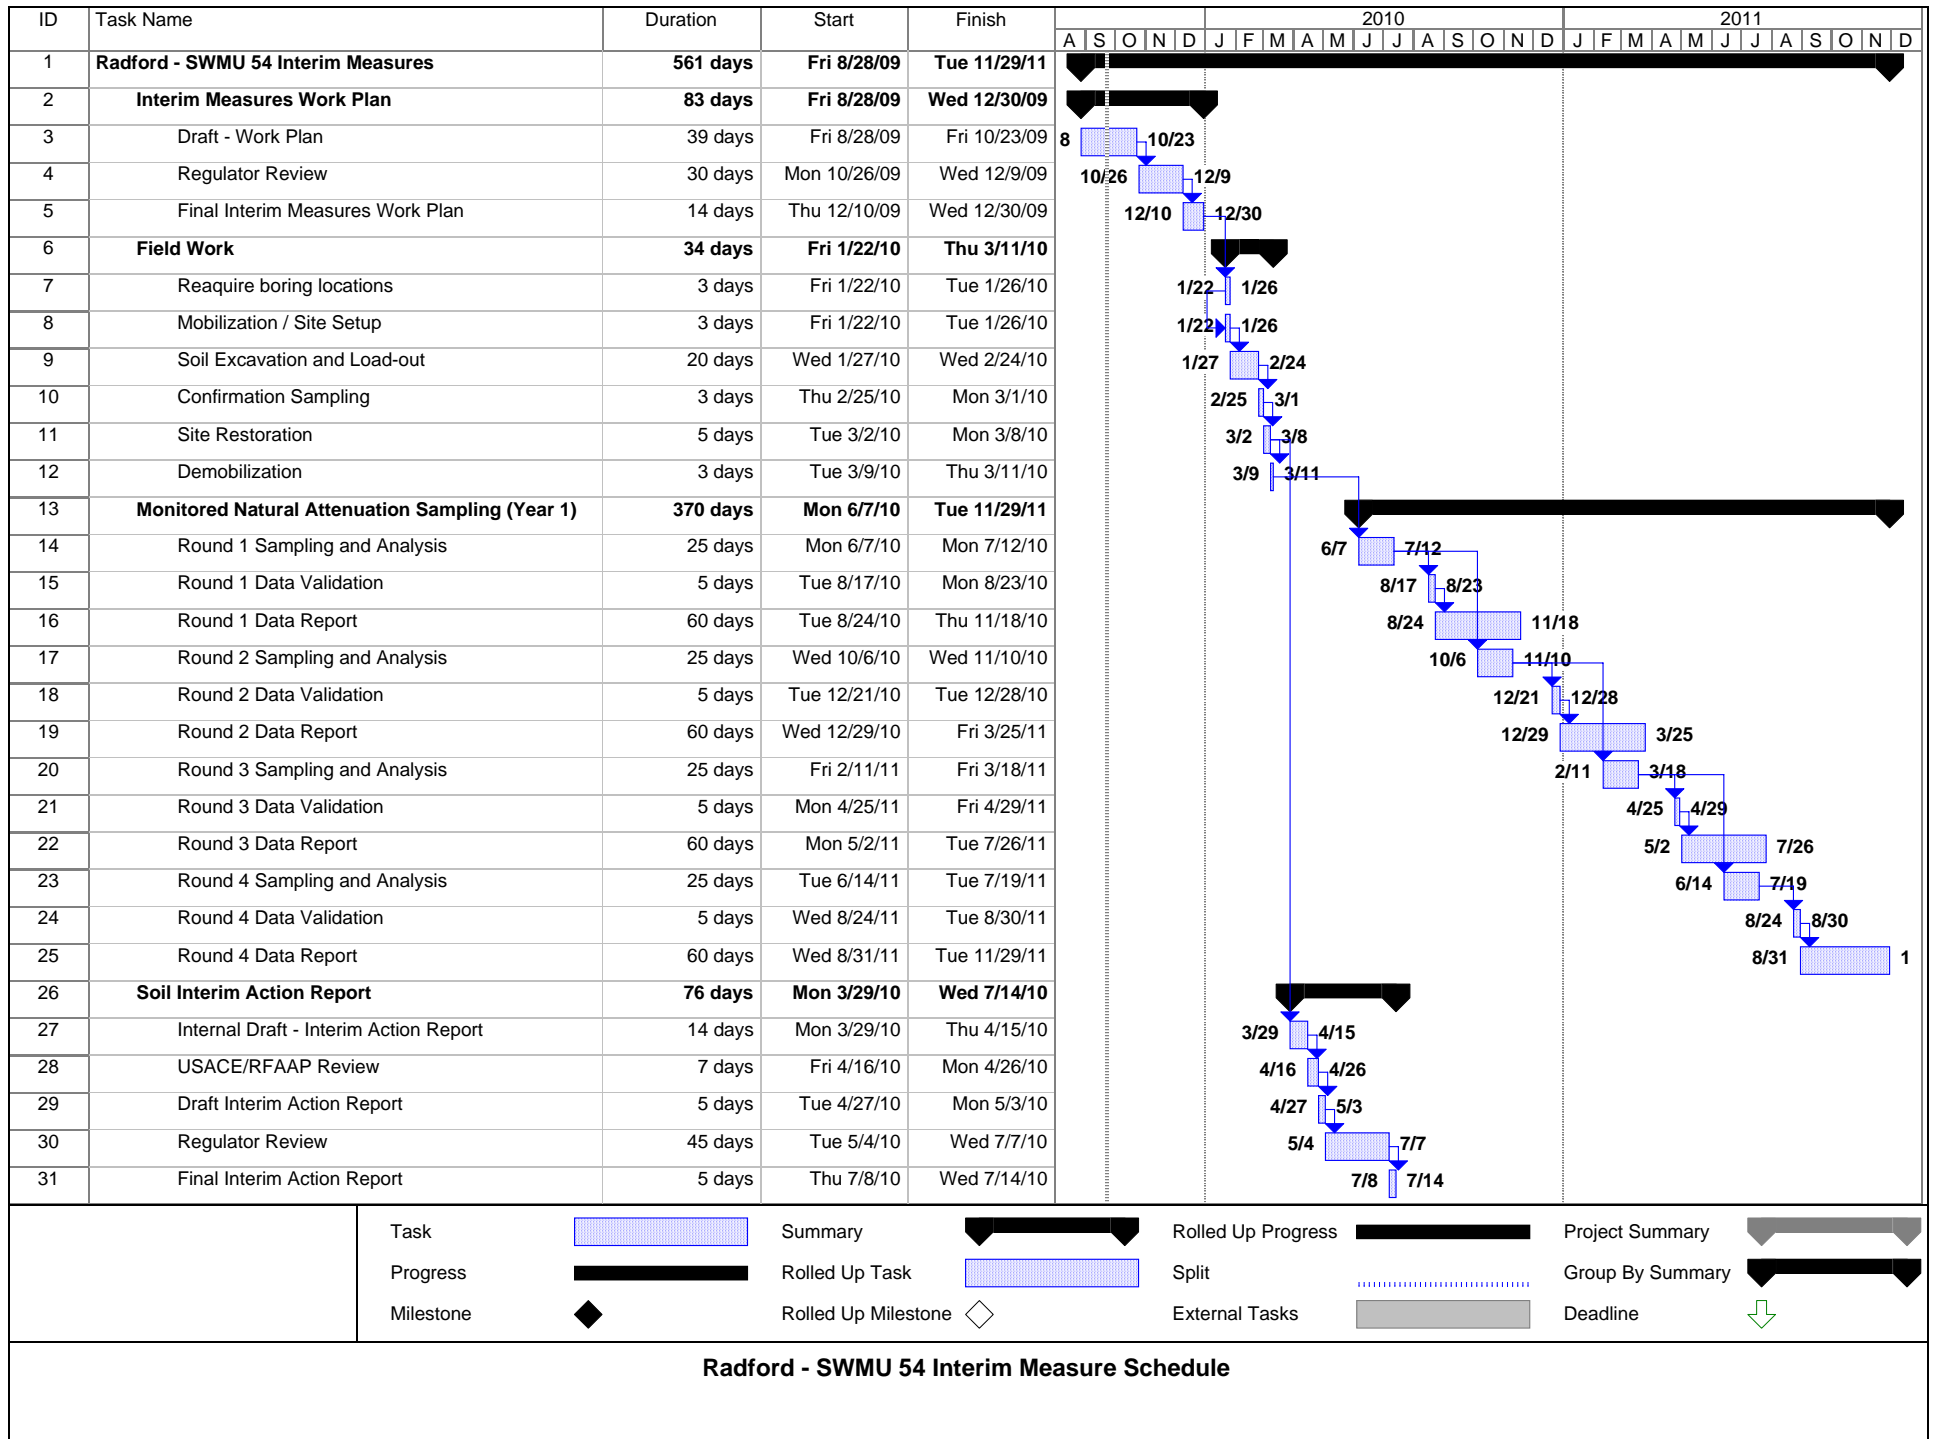 ID Task Name Duration Start Finish 2010 2011
A S O N D J F M A M J J A S O N D J F M A M J J A S O N D
1 Radford - SWMU 54 Interim Measures 561 days Fri 8/28/09 Tue 11/29/11
2 Interim Measures Work Plan 83 days Fri 8/28/09 Wed 12/30/09
3 Draft - Work Plan 39 days Fri 8/28/09 Fri 10/23/09 8 10/23
4 Regulator Review 30 days Mon 10/26/09 Wed 12/9/09 10/26 12/9
5 Final Interim Measures Work Plan 14 days Thu 12/10/09 Wed 12/30/09 12/10 12/30
6 Field Work 34 days Fri 1/22/10 Thu 3/11/10
7 Reaquire boring locations 3 days Fri 1/22/10 Tue 1/26/10 1/22 1/26
8 Mobilization / Site Setup 3 days Fri 1/22/10 Tue 1/26/10 1/22 1/26
9 Soil Excavation and Load-out 20 days Wed 1/27/10 Wed 2/24/10 1/27 2/24
10 Confirmation Sampling 3 days Thu 2/25/10 Mon 3/1/10 2/25 3/1
11 Site Restoration 5 days Tue 3/2/10 Mon 3/8/10 3/2 3/8
12 Demobilization 3 days Tue 3/9/10 Thu 3/11/10 3/9 3/11
13 Monitored Natural Attenuation Sampling (Year 1) 370 days Mon 6/7/10 Tue 11/29/11
14 Round 1 Sampling and Analysis 25 days Mon 6/7/10 Mon 7/12/10 6/7 7/12
15 Round 1 Data Validation 5 days Tue 8/17/10 Mon 8/23/10 8/17 8/23
16 Round 1 Data Report 60 days Tue 8/24/10 Thu 11/18/10 8/24 11/18
17 Round 2 Sampling and Analysis 25 days Wed 10/6/10 Wed 11/10/10 10/6 11/10
18 Round 2 Data Validation 5 days Tue 12/21/10 Tue 12/28/10 12/21 12/28
19 Round 2 Data Report 60 days Wed 12/29/10 Fri 3/25/11 12/29 3/25
20 Round 3 Sampling and Analysis 25 days Fri 2/11/11 Fri 3/18/11 2/11 3/18
21 Round 3 Data Validation 5 days Mon 4/25/11 Fri 4/29/11 4/25 4/29
22 Round 3 Data Report 60 days Mon 5/2/11 Tue 7/26/11 5/2 7/26
23 Round 4 Sampling and Analysis 25 days Tue 6/14/11 Tue 7/19/11 6/14 7/19
24 Round 4 Data Validation 5 days Wed 8/24/11 Tue 8/30/11 8/24 8/30
25 Round 4 Data Report 60 days Wed 8/31/11 Tue 11/29/11 8/31 1
26 Soil Interim Action Report 76 days Mon 3/29/10 Wed 7/14/10
27 Internal Draft - Interim Action Report 14 days Mon 3/29/10 Thu 4/15/10 3/29 4/15
28 USACE/RFAAP Review 7 days Fri 4/16/10 Mon 4/26/10 4/16 4/26
29 Draft Interim Action Report 5 days Tue 4/27/10 Mon 5/3/10 4/27 5/3
30 Regulator Review 45 days Tue 5/4/10 Wed 7/7/10 5/4 7/7
31 Final Interim Action Report 5 days Thu 7/8/10 Wed 7/14/10 7/8 7/14
Task Summary Rolled Up Progress Project Summary
Progress Rolled Up Task Split Group By Summary
Milestone Rolled Up Milestone External Tasks Deadline
Radford - SWMU 54 Interim Measure Schedule